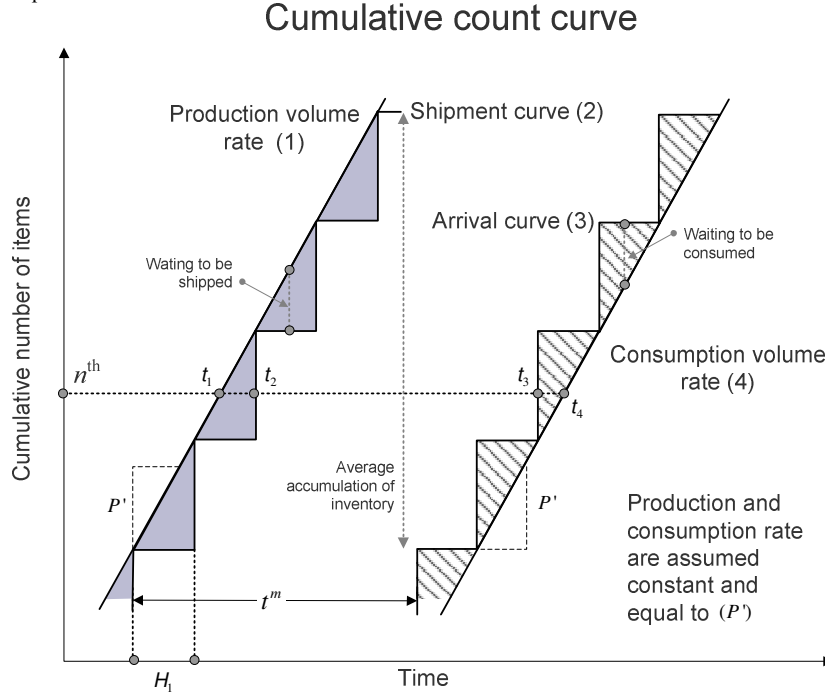 Cumulative count curve
Production volume
rate (1)
Shipment curve (2)
Arrival curve (3)
Wating to be
shipped
Waiting to be
consumed
Cumulative number of items
nth
t1
t2
t3
t4
Consumption volume
rate (4)
Average
accumulation of
inventory
P'
P'
Production and
consumption rate
are assumed
constant and
equal to (P')
tm
H1
Time